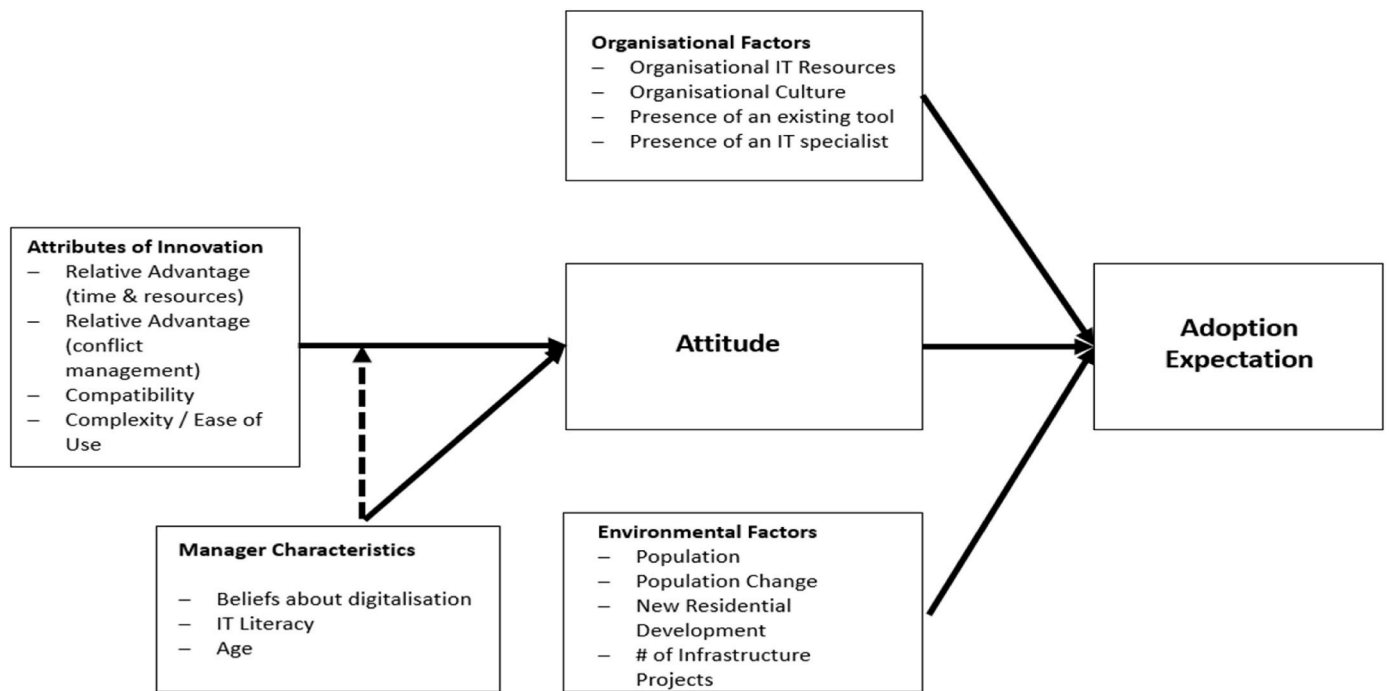 Organisational Factors
– Organisational IT Resources
– Organisational Culture
– Presence of an existing tool
– Presence of an IT specialist
Attributes of Innovation
– Relative Advantage
(time & resources)
– Relative Advantage
(conflict
management)
– Compatibility
– Complexity / Ease of
Use
Attitude
Adoption
Expectation
Manager Characteristics
– Beliefs about digitalisation
– IT Literacy
– Age
Environmental Factors
– Population
– Population Change
– New Residential
Development
– # of Infrastructure
Projects